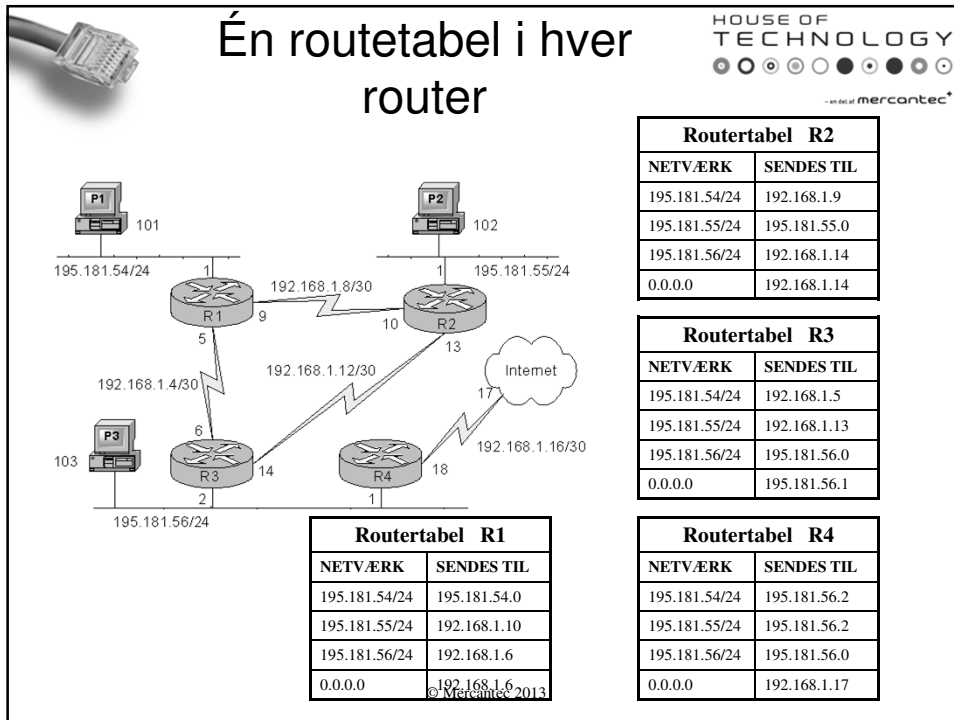 Én routetabel i hver
router
HOUSE OF
TECHNOLOGY
- en del af mercantec+
P1
101
195.181.54/24
1
R1
9
5
192.168.1.8/30
P2
102
1
195.181.55/24
10
R2
13
192.168.1.4/30
192.168.1.12/30
Internet
17
192.168.1.16/30
P3
103
6
R3
14
2
R4
18
1
195.181.56/24
Routertabel R2
NETVÆRK SENDES TIL
195.181.54/24 192.168.1.9
195.181.55/24 195.181.55.0
195.181.56/24 192.168.1.14
0.0.0.0 192.168.1.14
Routertabel R3
NETVÆRK SENDES TIL
195.181.54/24 192.168.1.5
195.181.55/24 192.168.1.13
195.181.56/24 195.181.56.0
0.0.0.0 195.181.56.1
Routertabel R1
NETVÆRK SENDES TIL
195.181.54/24 195.181.54.0
195.181.55/24 192.168.1.10
195.181.56/24 192.168.1.6
0.0.0.0 192.168.1.6
Routertabel R4
NETVÆRK SENDES TIL
195.181.54/24 195.181.56.2
195.181.55/24 195.181.56.2
195.181.56/24 195.181.56.0
0.0.0.0 192.168.1.17
© Mercantec 2013